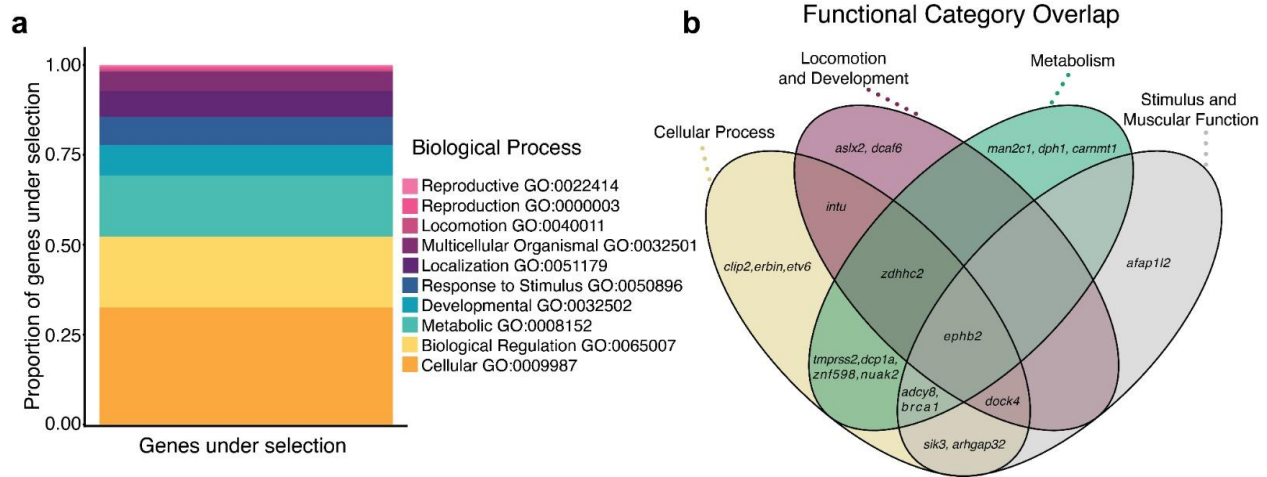 a
1.00
0.75
0.50
0.25
0.00
Proportion of genes under selection
Genes under selection
Biological Process
Reproductive GO:0022414
Reproduction GO:0000003
Locomotion GO:0040011
Multicellular Organismal GO:0032501
Localization GO:0051179
Response to Stimulus GO:0050896
Developmental GO:0032502
Metabolic GO:0008152
Biological Regulation GO:0065007
Cellular GO:0009987
b
Functional Category Overlap
Cellular Process
Locomotion
and Development
Metabolism
Stimulus and
Muscular Function
aslx2, dcaf6
man2c1, dph1, carnmt1
intu
clip2,erbin,etv6
zdhhc2
afap1l2
ephb2
tmprss2,dcp1a,
znf598,nuak2
adcy8,
brca1
dock4
sik3, arhgap32